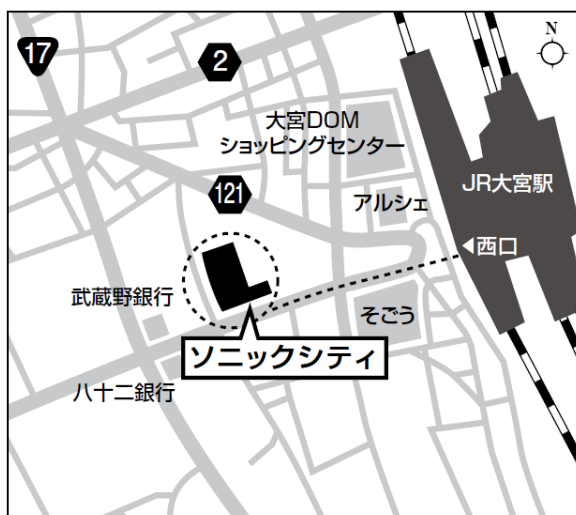 17
2
N
大宮DOM
ショッピングセンター
121
アルシェ
JR大宮駅
西口
武蔵野銀行
そごう
ソニックシティ
八十二銀行